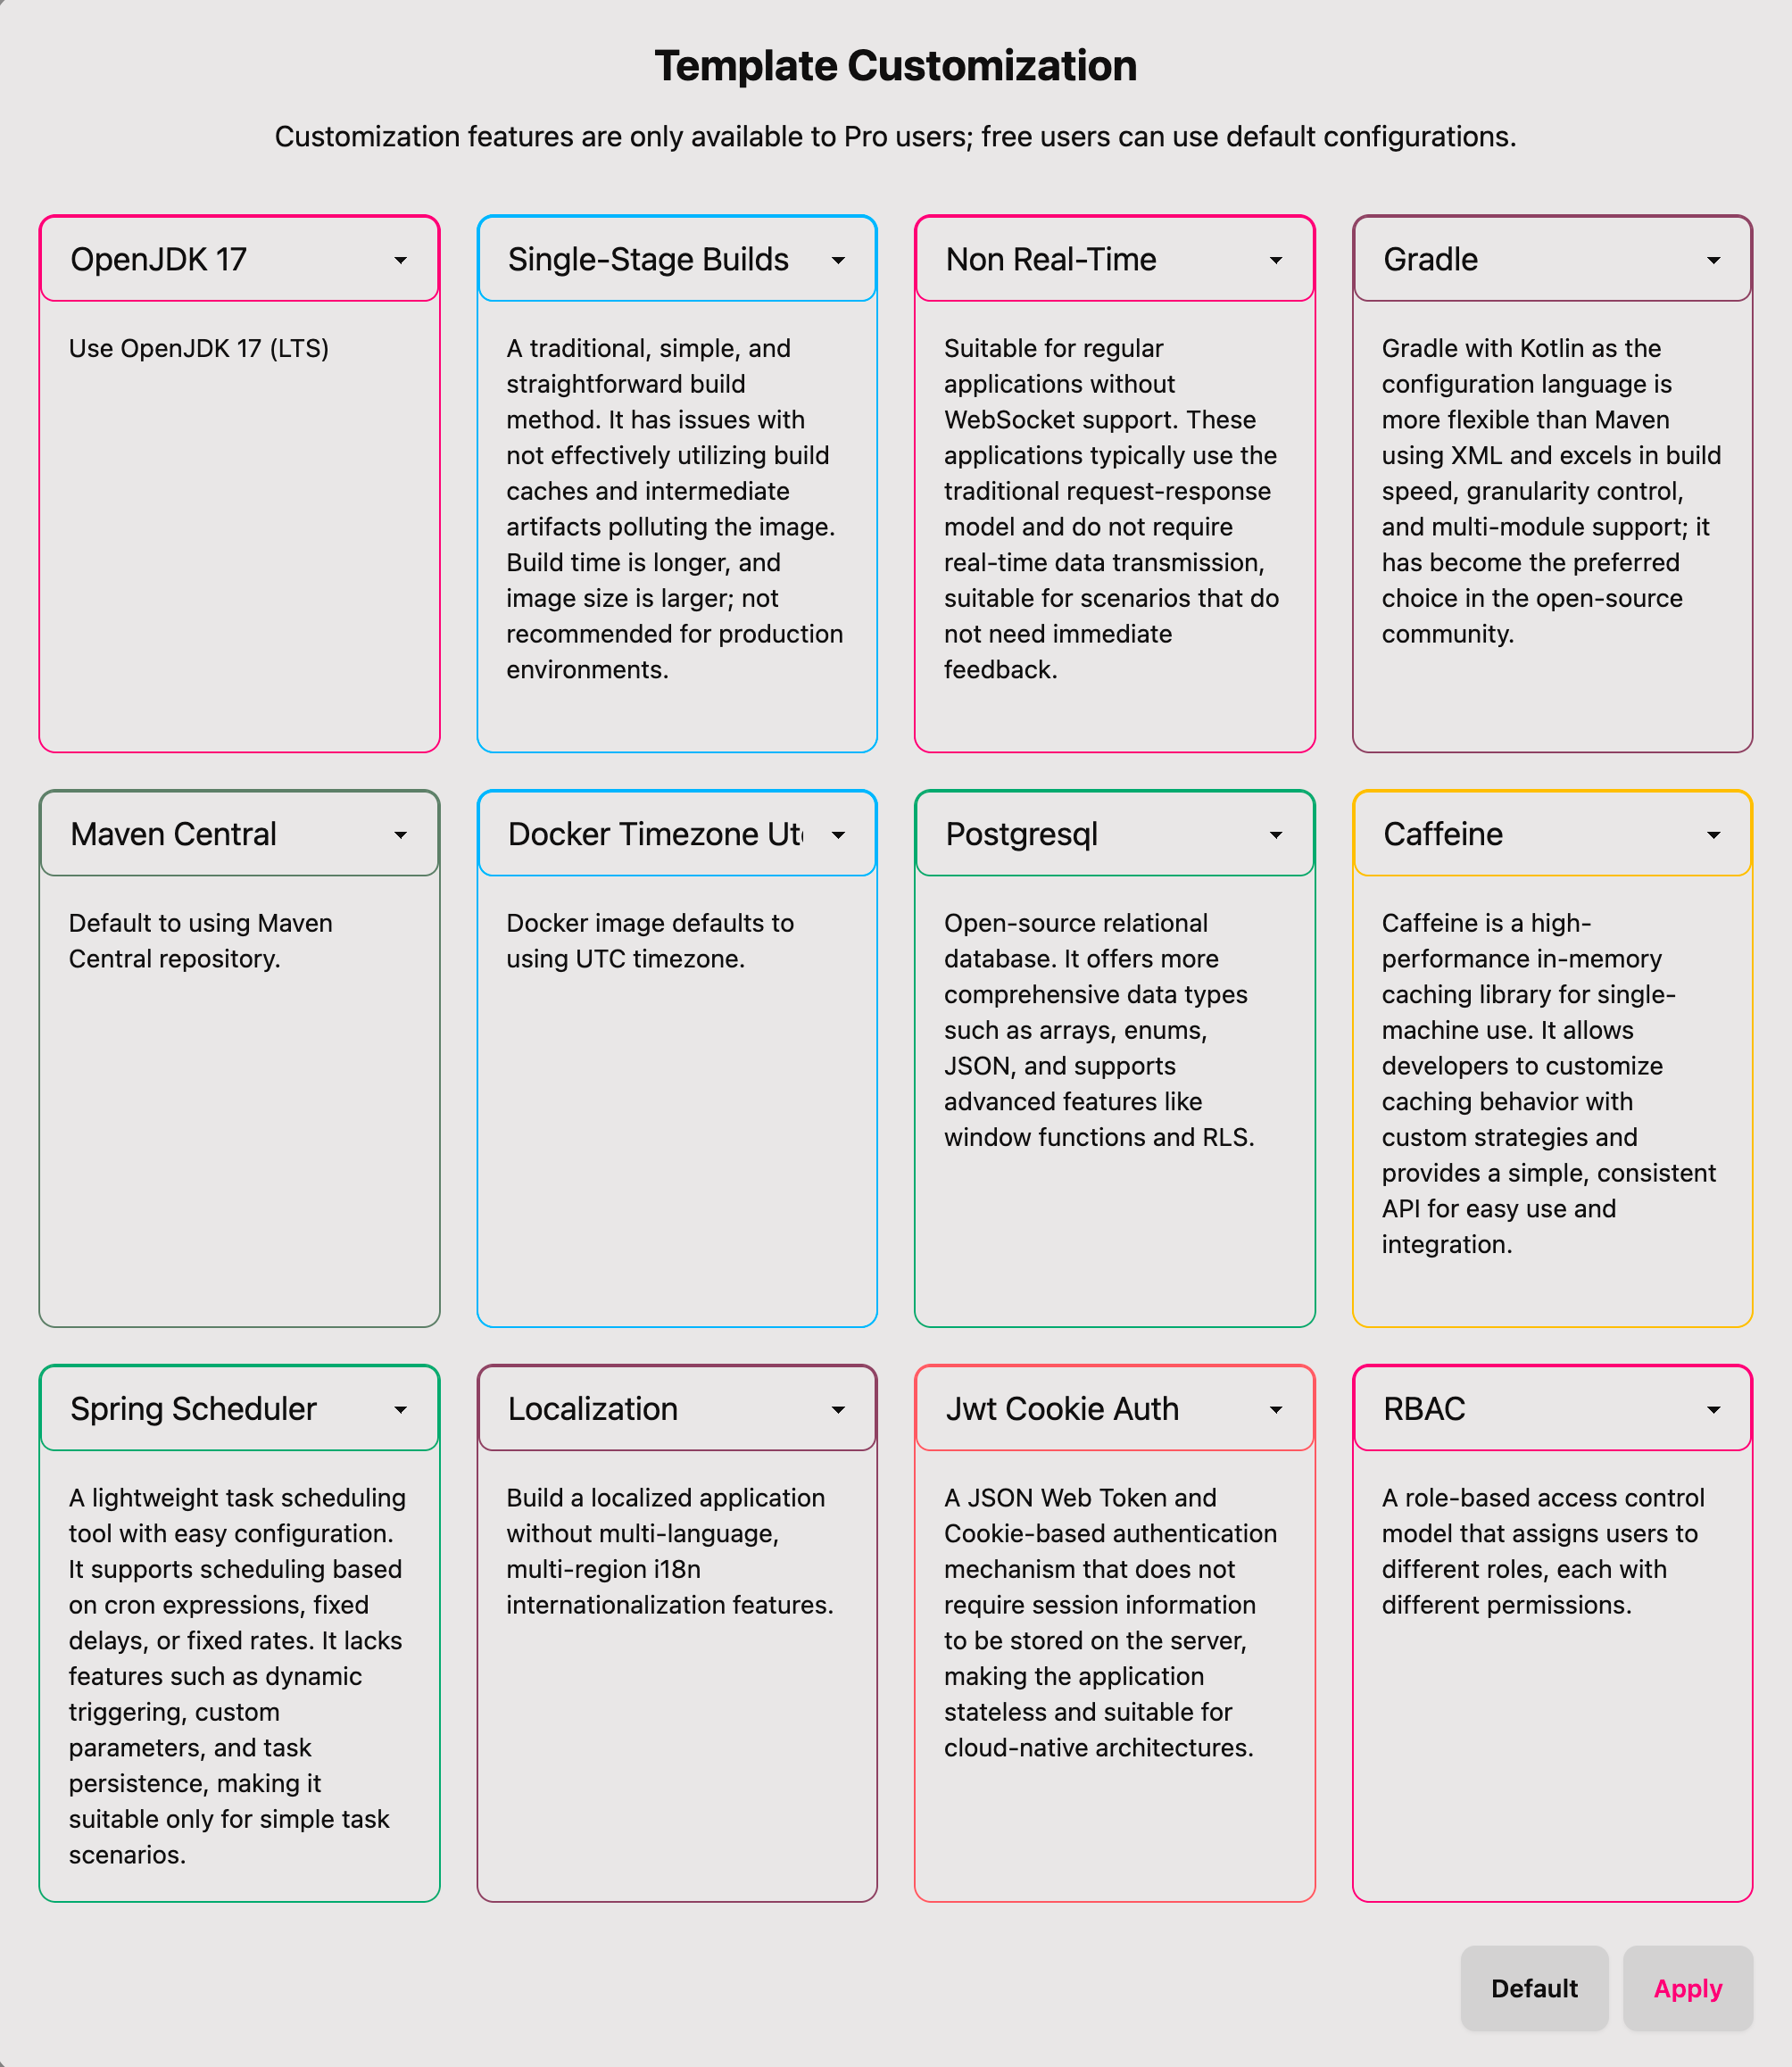 Template Customization
Customization features are only available to Pro users; free users can use default configurations.
OpenJDK 17
Use OpenJDK 17 (LTS)
Single-Stage Builds
A traditional, simple, and
straightforward build
method. It has issues with
not effectively utilizing build
caches and intermediate
artifacts polluting the image.
Build time is longer, and
image size is larger; not
recommended for production
environments.
Non Real-Time
Suitable for regular
applications without
WebSocket support. These
applications typically use the
traditional request-response
model and do not require
real-time data transmission,
suitable for scenarios that do
not need immediate
feedback.
Gradle
Gradle with Kotlin as the
configuration language is
more flexible than Maven
using XML and excels in build
speed, granularity control,
and multi-module support; it
has become the preferred
choice in the open-source
community.
Maven Central
Default to using Maven
Central repository.
Docker Timezone Utc
Docker image defaults to
using UTC timezone.
Postgresql
Open-source relational
database. It offers more
comprehensive data types
such as arrays, enums,
JSON, and supports
advanced features like
window functions and RLS.
Caffeine
Caffeine is a high-
performance in-memory
caching library for single-
machine use. It allows
developers to customize
caching behavior with
custom strategies and
provides a simple, consistent
API for easy use and
integration.
Spring Scheduler
A lightweight task scheduling
tool with easy configuration.
It supports scheduling based
on cron expressions, fixed
delays, or fixed rates. It lacks
features such as dynamic
triggering, custom
parameters, and task
persistence, making it
suitable only for simple task
scenarios.
Localization
Build a localized application
without multi-language,
multi-region i18n
internationalization features.
Jwt Cookie Auth
A JSON Web Token and
Cookie-based authentication
mechanism that does not
require session information
to be stored on the server,
making the application
stateless and suitable for
cloud-native architectures.
RBAC
A role-based access control
model that assigns users to
different roles, each with
different permissions.
Default
Apply